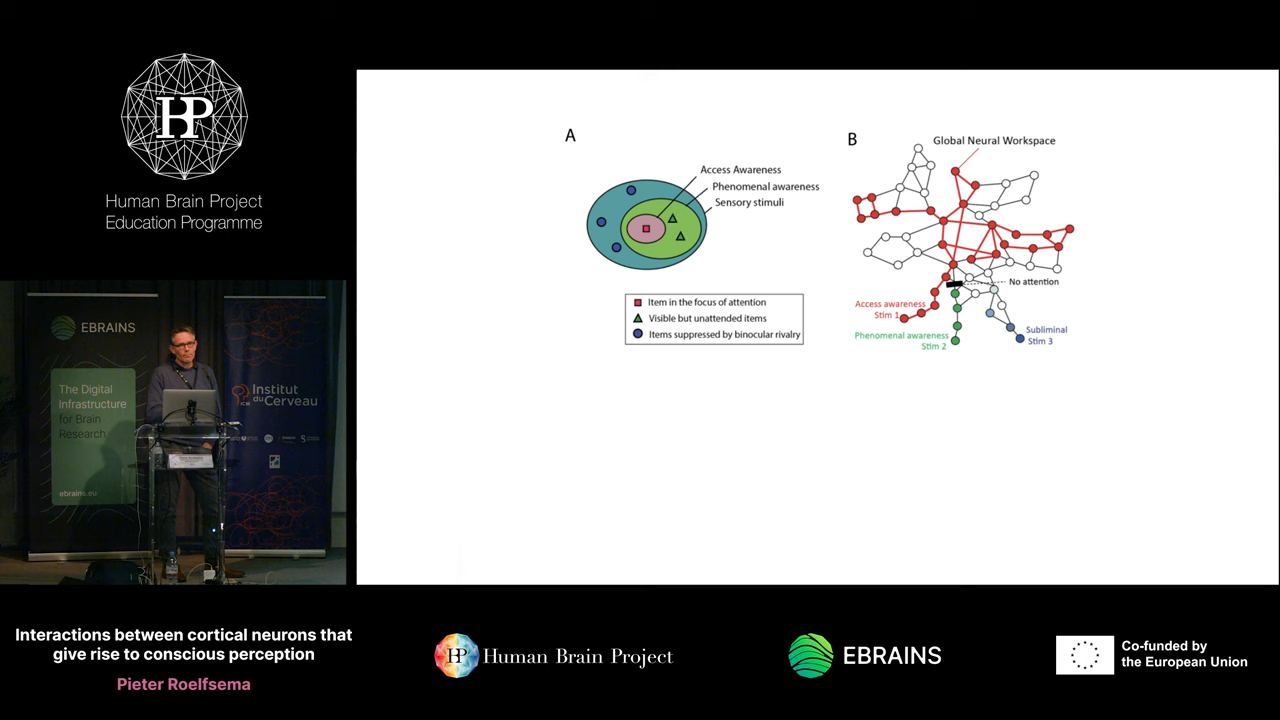 HP
Human Brain Project
Education Programme
EBRAINS
The Digital
Infrastructure
for Brain
Research
ebrains.eu
Institut
du Cerveau
ICM
A
Access Awareness
Phenomenal awareness
Sensory stimuli
Item in the focus of attention
Visible but unattended items
Items suppressed by binocular rivalry
B
Global Neural Workspace
No attention
Access awareness
Stim 1
Phenomenal awareness
Stim 2
Subliminal
Stim 3
Interactions between cortical neurons that
give rise to conscious perception
Pieter Roelfsema
HP Human Brain Project
EBRAINS
Co-funded by
the European Union